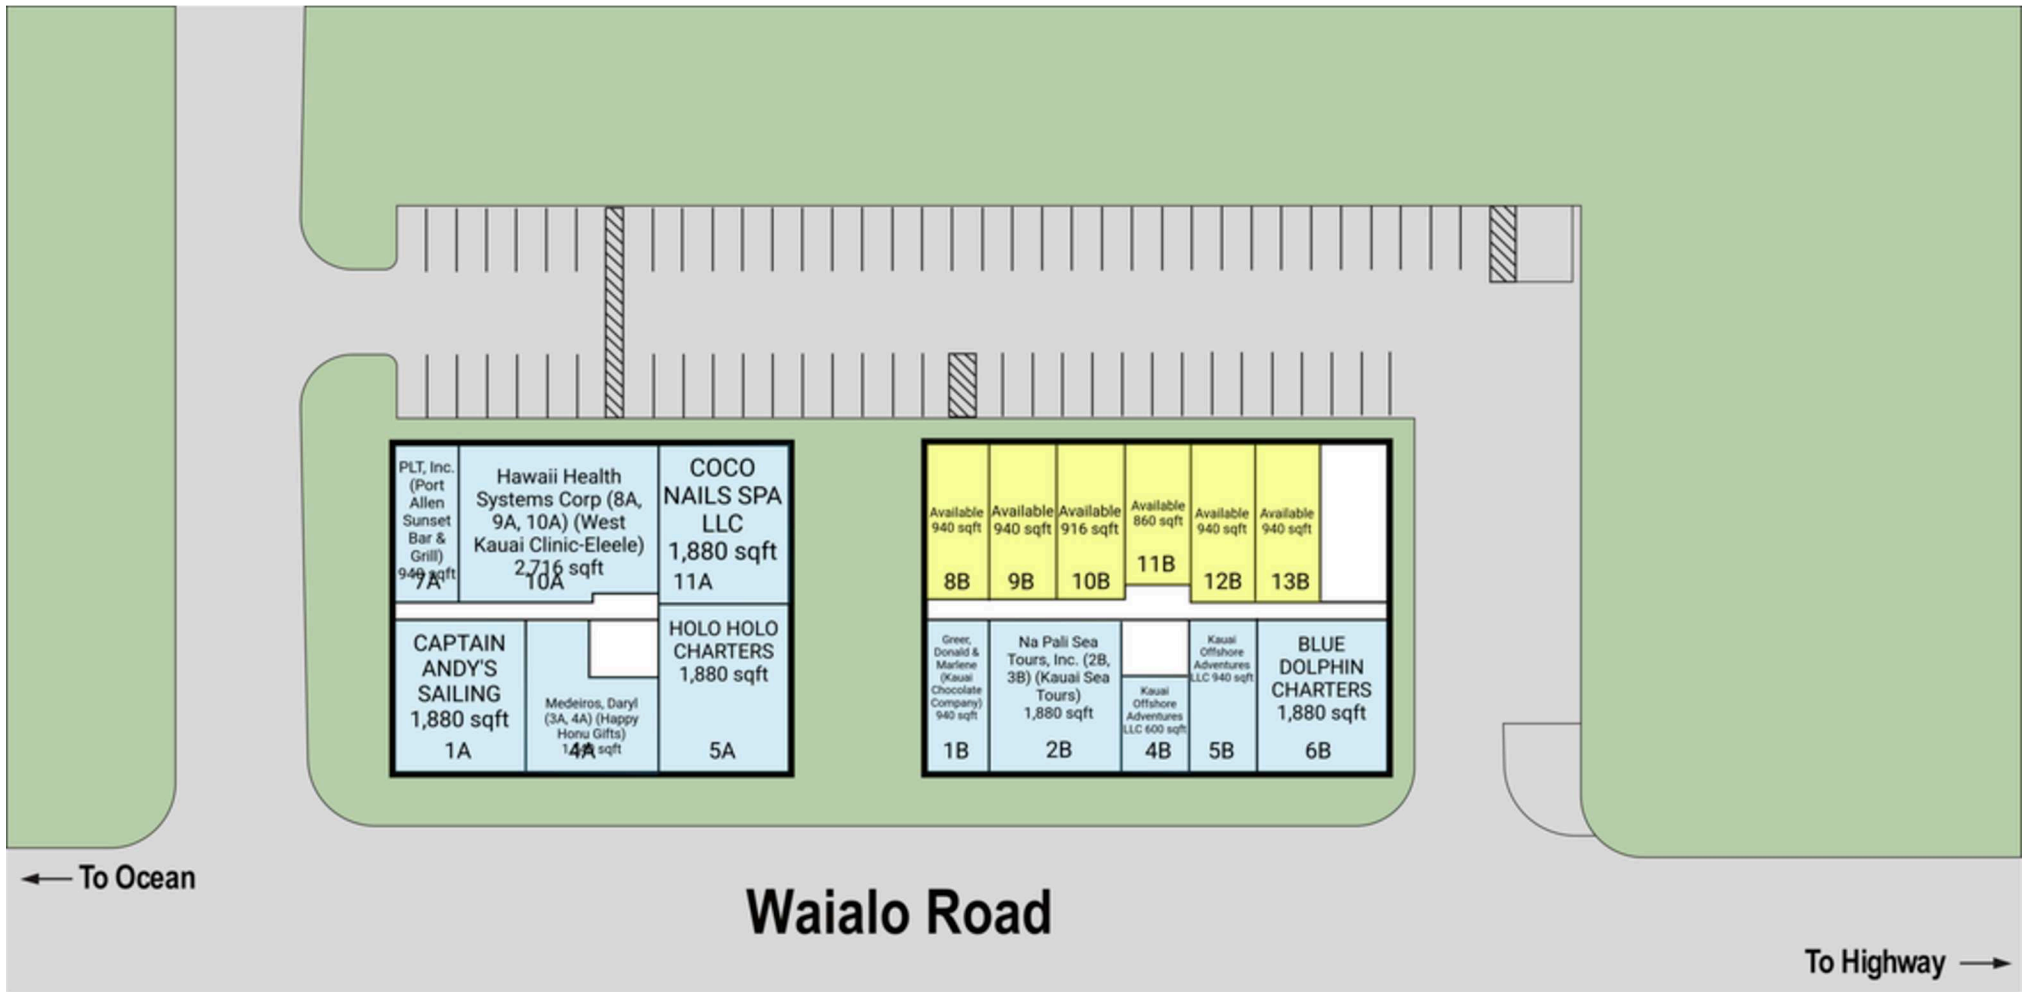 PLT, Inc.
(Port
Allen
Sunset
Bar &
Grill)
940 sqft
7A
Hawaii Health
Systems Corp (8A,
9A, 10A) (West
Kauai Clinic-Eleele)
2,716 sqft
10A
COCO
NAILS SPA
LLC
1,880 sqft
11A
CAPTAIN
ANDY'S
SAILING
1,880 sqft
1A
Medeiros, Daryl
(3A, 4A) (Happy
Honu Gifts)
sqft
4A
HOLO HOLO
CHARTERS
1,880 sqft
5A
Available
940 sqft
8B
Available
940 sqft
9B
Available
916 sqft
10B
Available
860 sqft
11B
Available
940 sqft
12B
Available
940 sqft
13B
Greer,
Donald &
Marlene
(Kauai
Chocolate
Company)
940 sqft
1B
Na Pali Sea
Tours, Inc. (2B,
3B) (Kauai Sea
Tours)
1,880 sqft
2B
Kauai
Offshore
Adventures
LLC 600 sqft
4B
Kauai
Offshore
Adventures
LLC 940 sqft
5B
BLUE
DOLPHIN
CHARTERS
1,880 sqft
6B
To Ocean
Waialo Road
To Highway